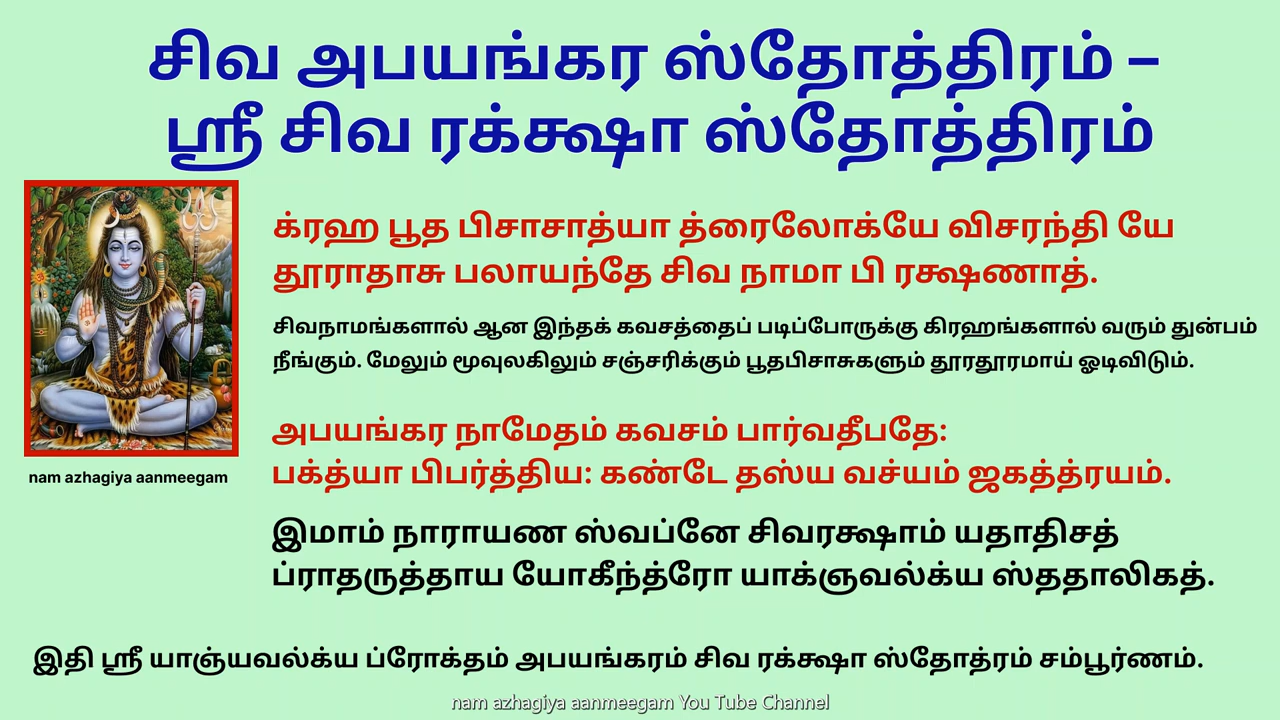 சிவ அபயங்கர ஸ்தோத்திரம் –
ஸ்ரீ சிவ ரக்க்ஷா ஸ்தோத்திரம்
க்ரஹ பூத பிசாசாத்யா த்ரைலோக்யே விசரந்தி யே
தூராதாசு பலாயந்தே சிவ நாமா பி ரக்ஷணாத்.
சிவநாமங்களால் ஆன இந்தக் கவசத்தைப் படிப்போருக்கு கிரஹங்களால் வரும் துன்பம்
நீங்கும். மேலும் மூவுலகிலும் சஞ்சரிக்கும் பூதபிசாசுகளும் தூரதூரமாய் ஓடிவிடும்.
அபயங்கர நாமேதம் கவசம் பார்வதீபதே:
பக்த்யா பிபர்த்திய: கண்டே தஸ்ய வச்யம் ஜகத்த்ரயம்.
nam azhagiya aanmeegam
இமாம் நாராயண ஸ்வப்னே சிவரக்ஷாம் யதாதிசத்
ப்ராதருத்தாய யோகீந்த்ரோ யாக்ஞவல்க்ய ஸ்ததாலிகத்.
இதி ஸ்ரீ யாஞ்யவல்க்ய ப்ரோக்தம் அபயங்கரம் சிவ ரக்க்ஷா ஸ்தோத்ரம் சம்பூர்ணம்.
nam azhagiya aanmeegam You Tube Channel